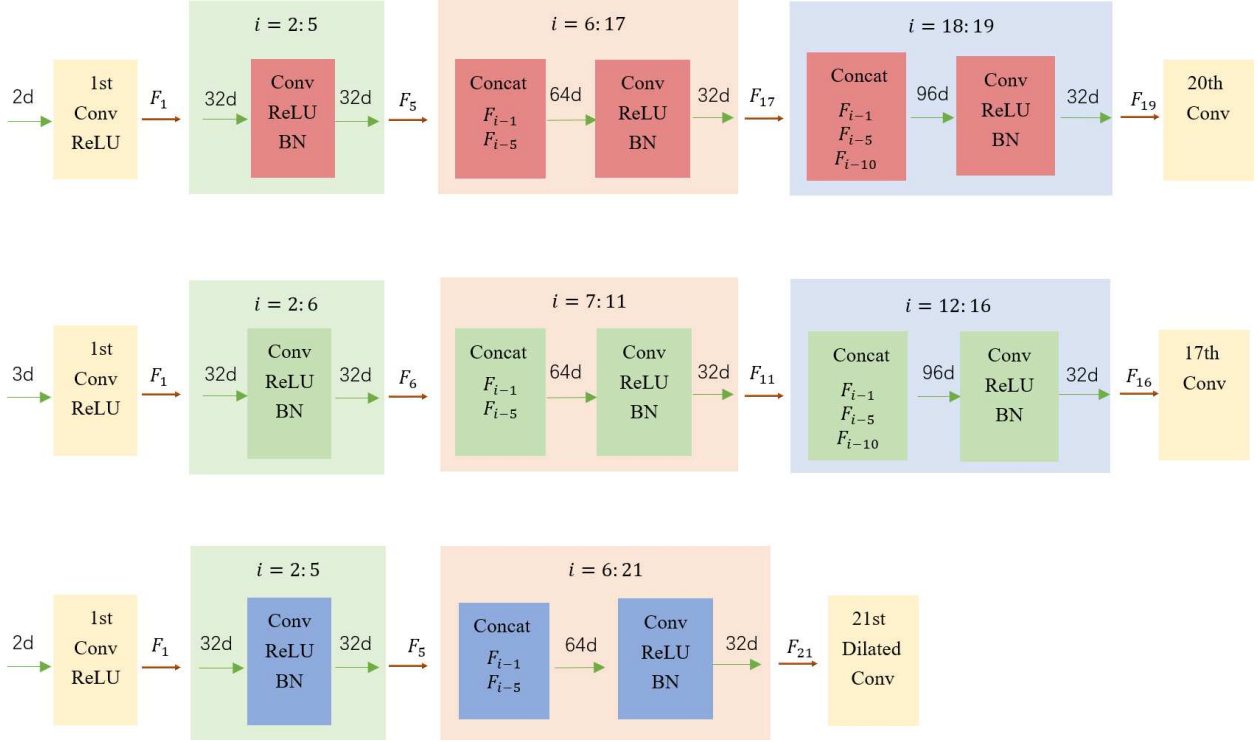 i = 2:5
i = 6:17
i = 18:19
2d
1st
Conv
ReLU
F₁
32d
Conv
ReLU
BN
32d
F₅
Concat
Fᵢ₋₁
Fᵢ₋₅
64d
Conv
ReLU
BN
32d
F₁₇
Concat
Fᵢ₋₁
Fᵢ₋₅
Fᵢ₋₁₀
96d
Conv
ReLU
BN
32d
F₁₉
20th
Conv
i = 2:6
i = 7:11
i = 12:16
3d
1st
Conv
ReLU
F₁
32d
Conv
ReLU
BN
32d
F₆
Concat
Fᵢ₋₁
Fᵢ₋₅
64d
Conv
ReLU
BN
32d
F₁₁
Concat
Fᵢ₋₁
Fᵢ₋₅
Fᵢ₋₁₀
96d
Conv
ReLU
BN
32d
F₁₆
17th
Conv
i = 2:5
i = 6:21
2d
1st
Conv
ReLU
F₁
32d
Conv
ReLU
BN
32d
F₅
Concat
Fᵢ₋₁
Fᵢ₋₅
64d
Conv
ReLU
BN
32d
F₂₁
21st
Dilated
Conv